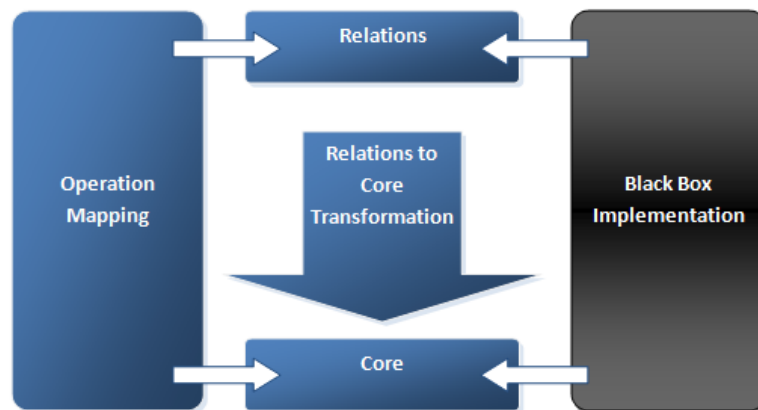 Relations
Operation
Mapping
Relations to
Core
Transformation
Black Box
Implementation
Core